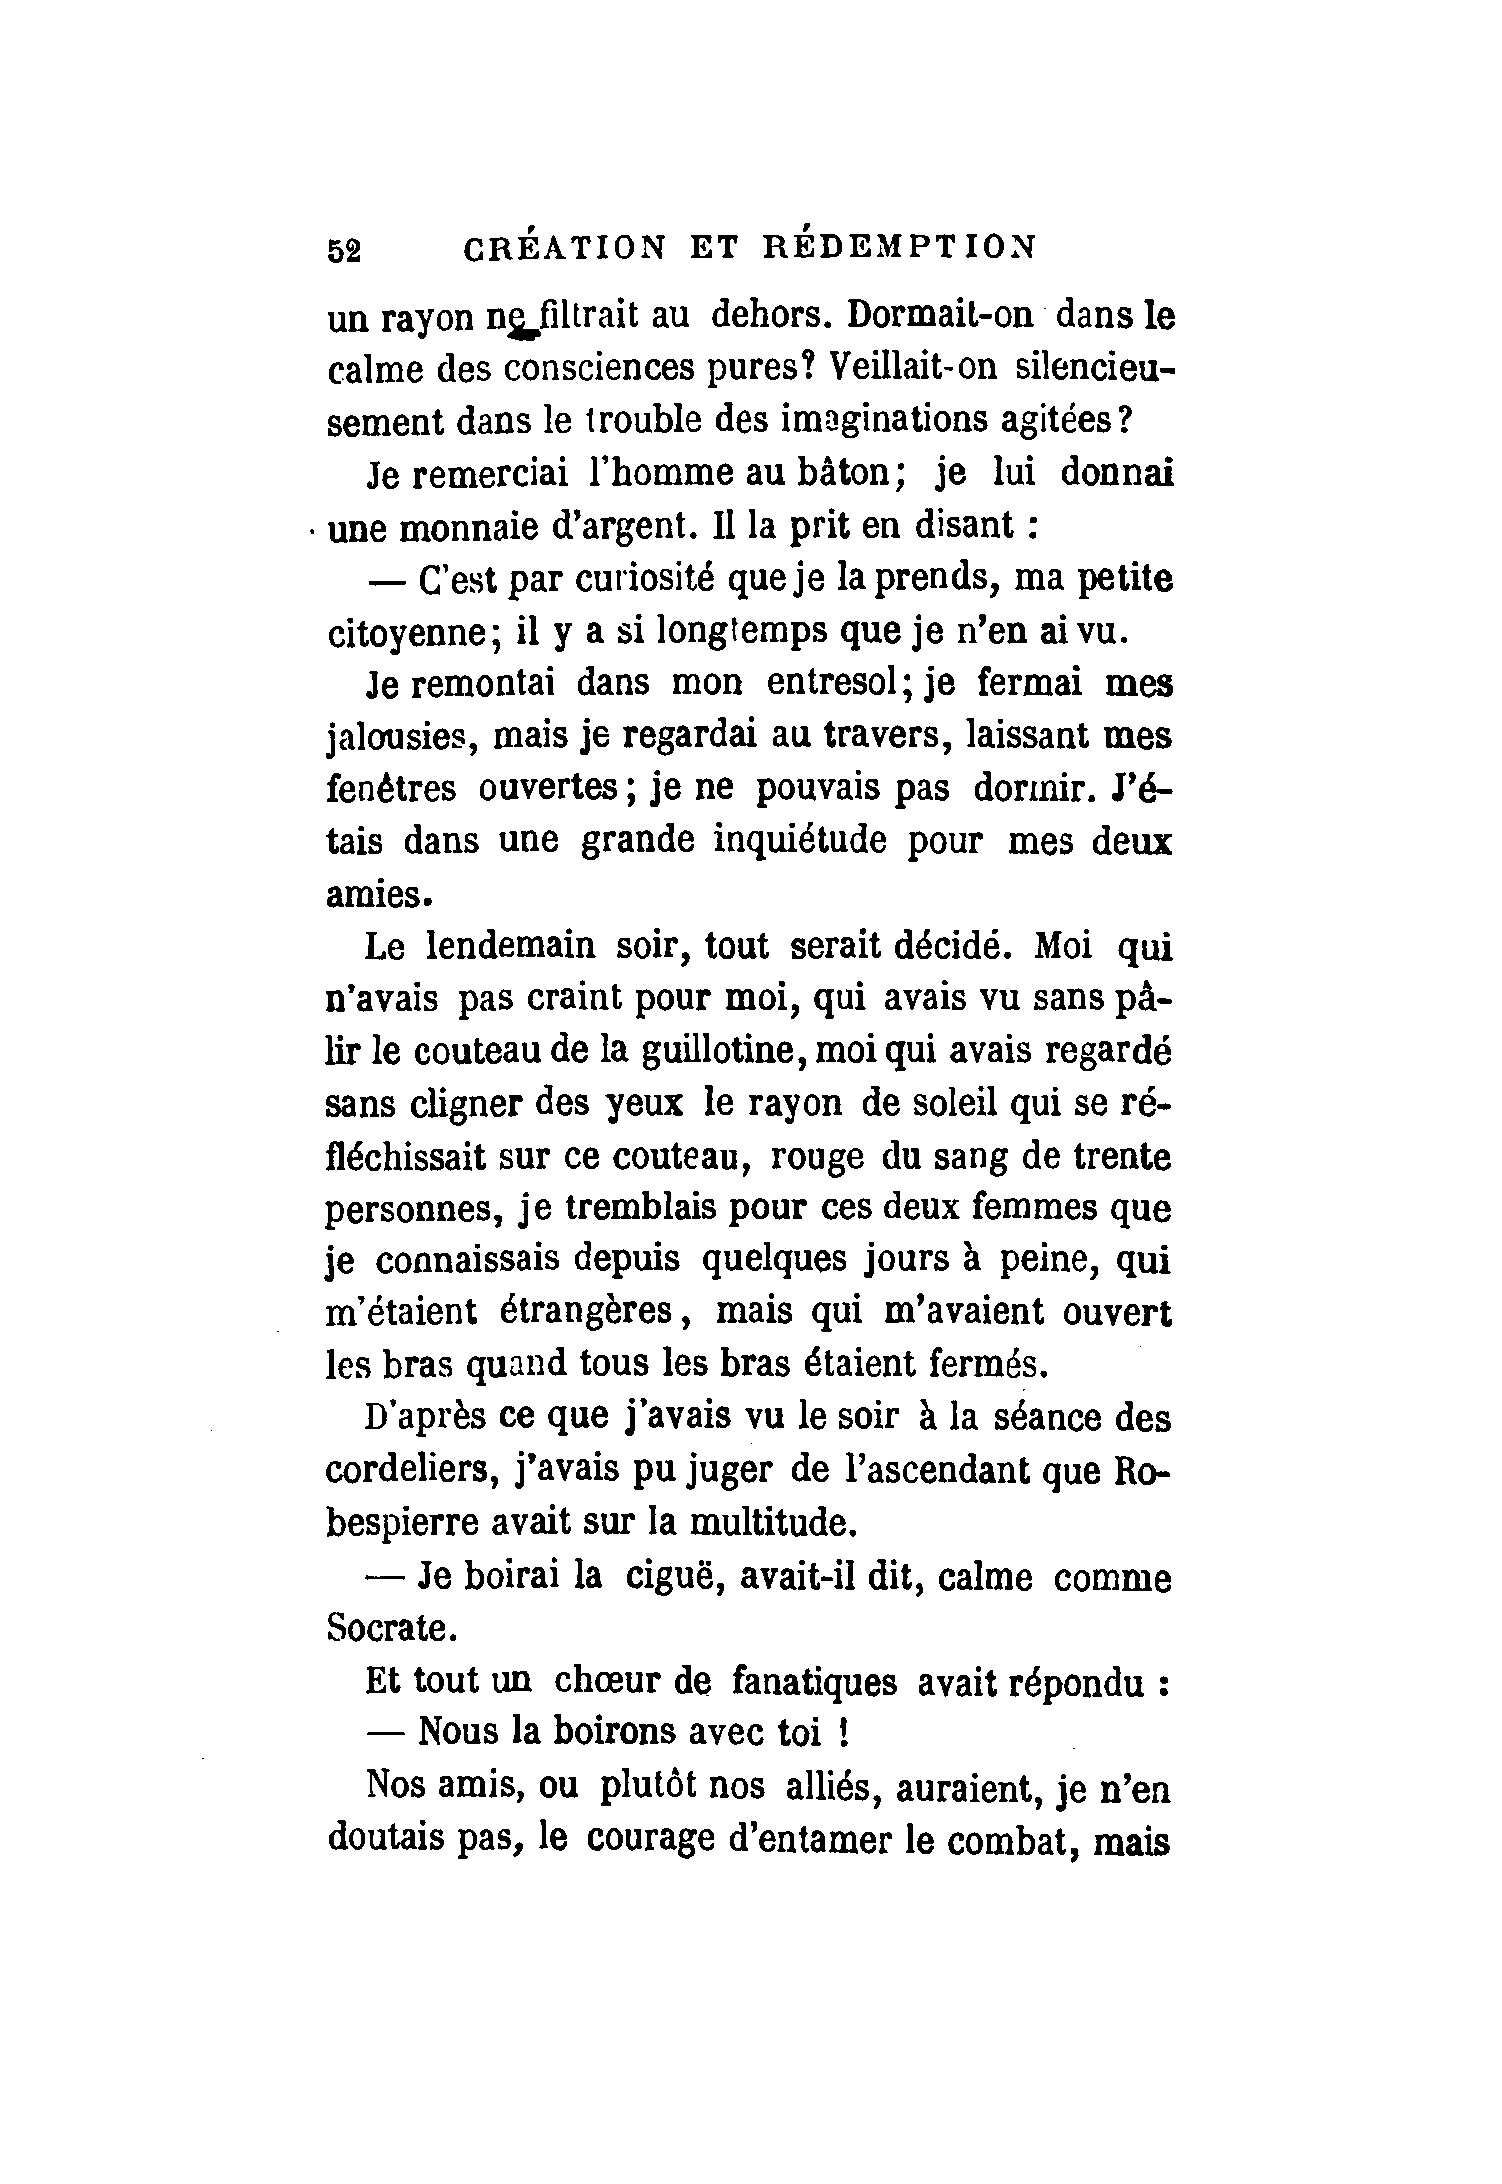 52 CRÉATION ET RÉDEMPTION
un rayon ne filtrait au dehors. Dormait-on dans le
calme des consciences pures? Veillait-on silencieu-
sement dans le trouble des imaginations agitées?
Je remerciai l'homme au bâton; je lui donnai
une monnaie d'argent. Il la prit en disant :
— C'est par curiosité que je la prends, ma petite
citoyenne; il y a si longtemps que je n'en ai vu.
Je remontai dans mon entresol; je fermai mes
jalousies, mais je regardai au travers, laissant mes
fenêtres ouvertes; je ne pouvais pas dormir. J'é-
tais dans une grande inquiétude pour mes deux
amies.
Le lendemain soir, tout serait décidé. Moi qui
n'avais pas craint pour moi, qui avais vu sans pâ-
lir le couteau de la guillotine, moi qui avais regardé
sans cligner des yeux le rayon de soleil qui se ré-
fléchissait sur ce couteau, rouge du sang de trente
personnes, je tremblais pour ces deux femmes que
je connaissais depuis quelques jours à peine, qui
m'étaient étrangères, mais qui m'avaient ouvert
les bras quand tous les bras étaient fermés.
D'après ce que j'avais vu le soir à la séance des
cordeliers, j'avais pu juger de l'ascendant que Ro-
bespierre avait sur la multitude.
— Je boirai la ciguë, avait-il dit, calme comme
Socrate.
Et tout un chœur de fanatiques avait répondu :
— Nous la boirons avec toi !
Nos amis, ou plutôt nos alliés, auraient, je n'en
doutais pas, le courage d'entamer le combat, mais